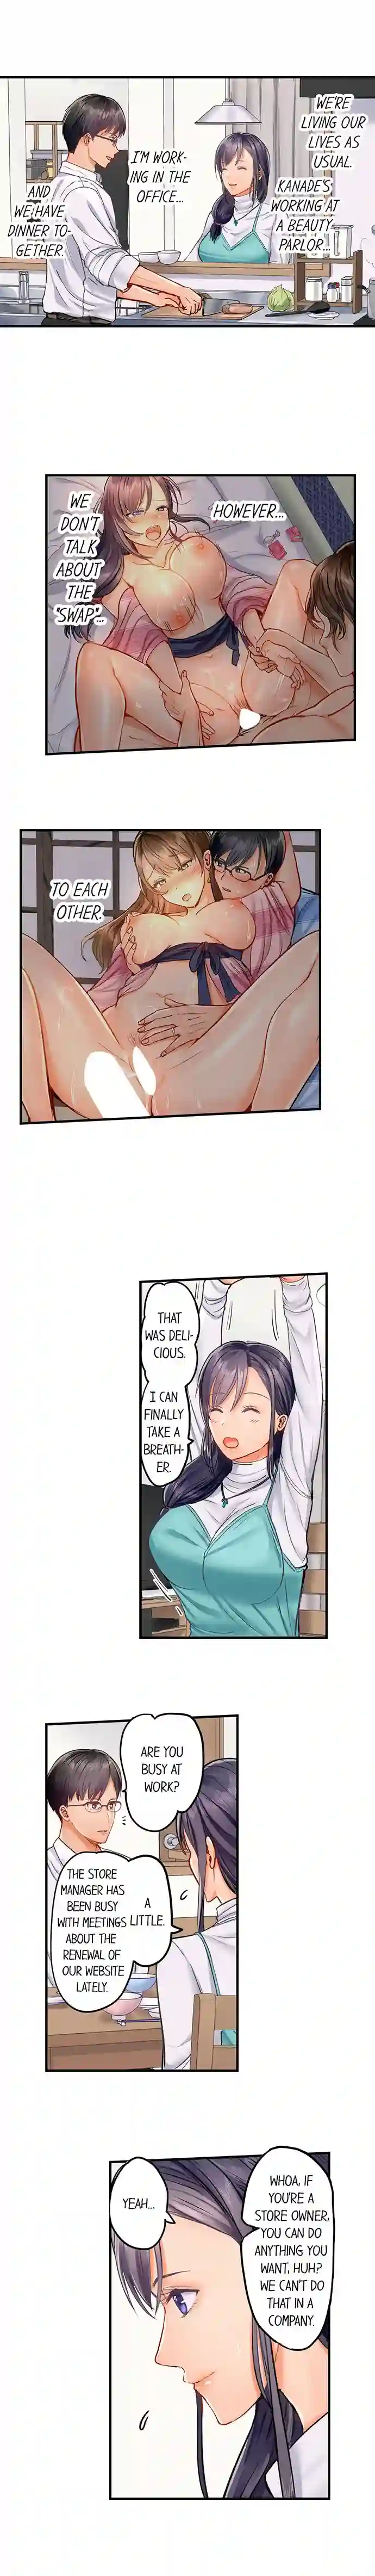 WE'RE
LIVING OUR
LIVES AS
USUAL.
KANADE'S
WORKING AT
A BEAUTY
PARLOR...
I'M WORK-
ING IN THE
OFFICE...
AND
WE HAVE
DINNER TO-
GETHER.
HOWEVER...
WE
DON'T
TALK
ABOUT
THE
"SWAP"...
TO EACH
OTHER.
THAT
WAS DELI-
CIOUS.
I CAN
FINALLY
TAKE A
BREATH-
ER.
ARE YOU
BUSY AT
WORK?
A
LITTLE.
THE STORE
MANAGER HAS
BEEN BUSY
WITH MEETINGS
ABOUT THE
RENEWAL OF
OUR WEBSITE
LATELY.
WHOA, IF
YOU'RE A
STORE OWNER,
YOU CAN DO
ANYTHING YOU
WANT, HUH?
WE CAN'T DO
THAT IN A
COMPANY.
YEAH...